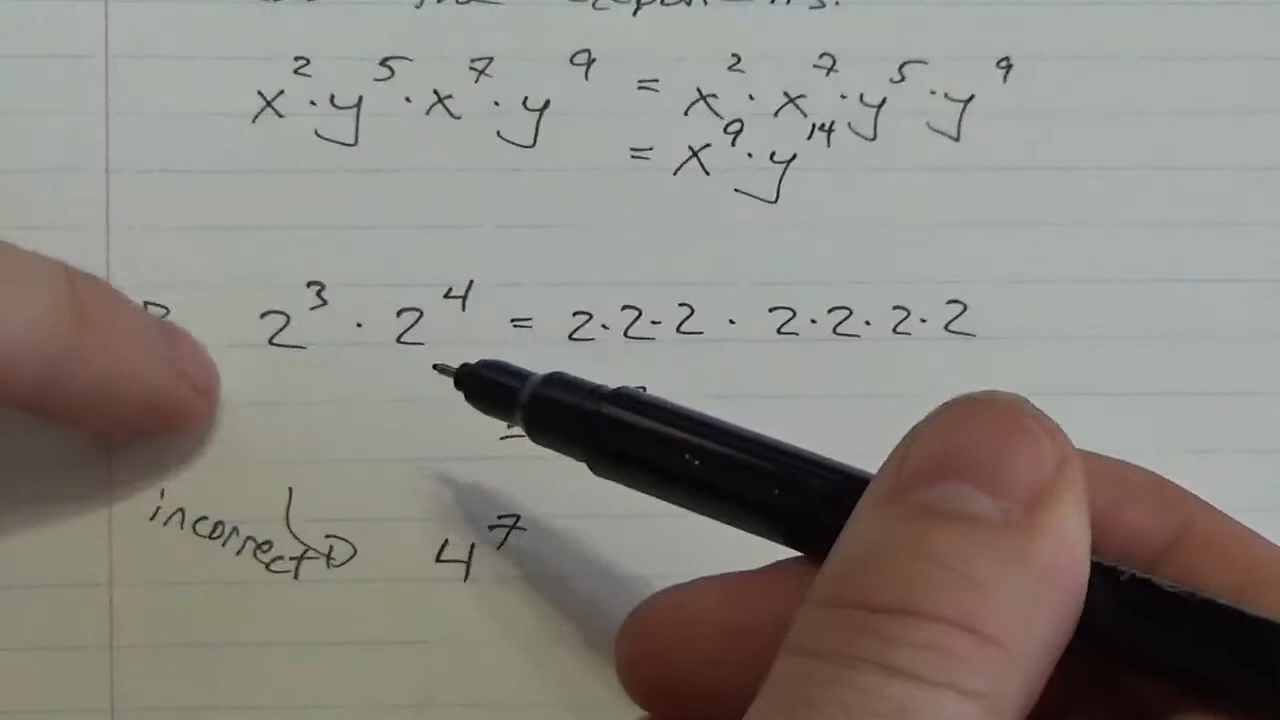 x² · y⁵ · x⁷ · y⁹ = x² · x⁷ · y⁵ · y⁹
= x⁹ · y¹⁴
2³ · 2⁴ = 2·2·2 · 2·2·2·2
=
incorrect 4⁷